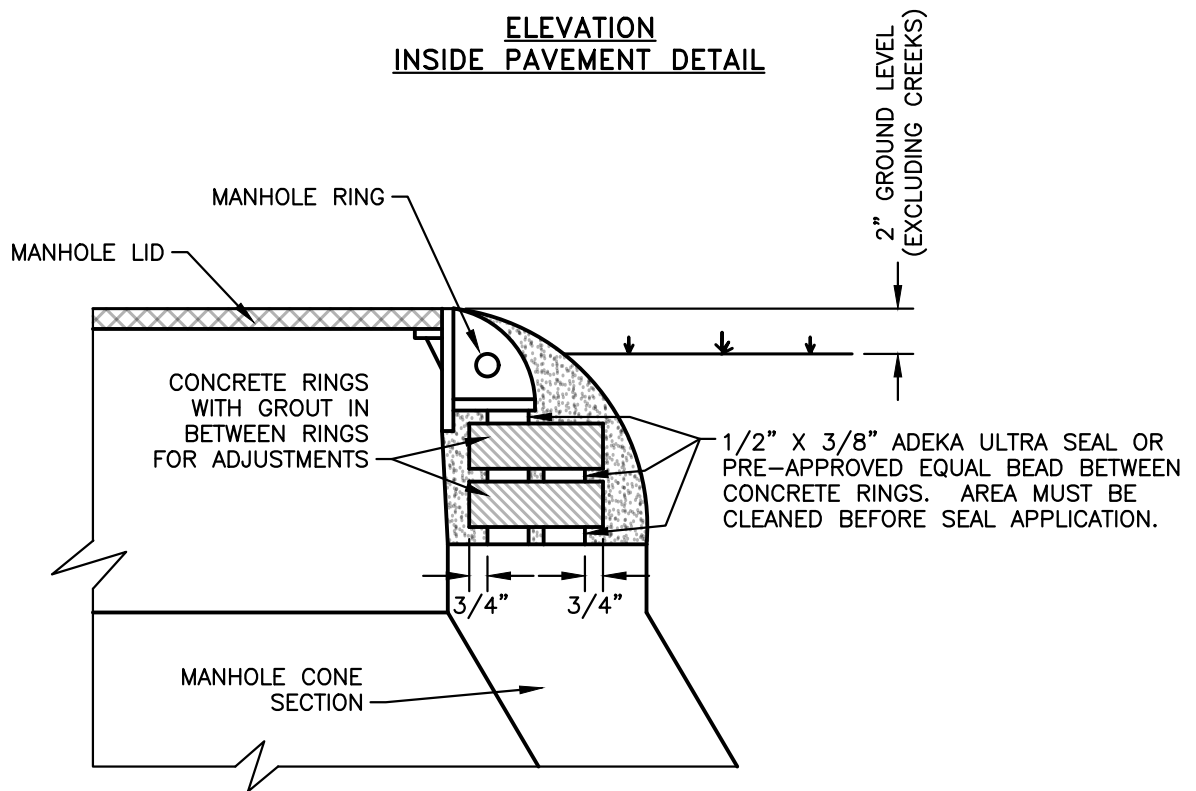 ELEVATION
INSIDE PAVEMENT DETAIL
2” GROUND LEVEL
(EXCLUDING CREEKS)
MANHOLE RING
MANHOLE LID
CONCRETE RINGS
WITH GROUT IN
BETWEEN RINGS
FOR ADJUSTMENTS
1/2” X 3/8” ADEKA ULTRA SEAL OR
PRE–APPROVED EQUAL BEAD BETWEEN
CONCRETE RINGS. AREA MUST BE
CLEANED BEFORE SEAL APPLICATION.
3/4” 3/4”
MANHOLE CONE
SECTION